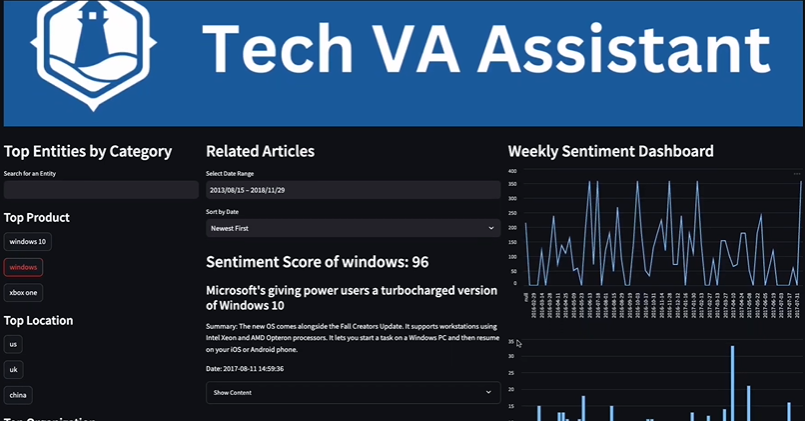 Tech VA Assistant
Top Entities by Category
Search for an Entity
Top Product
windows 10
windows
xbox one
Top Location
us
uk
china
Related Articles
Select Date Range
2013/08/15 – 2018/11/29
Sort by Date
Newest First
Sentiment Score of windows: 96
Microsoft's giving power users a turbocharged version
of Windows 10
Summary: The new OS comes alongside the Fall Creators Update. It supports workstations using
Intel Xeon and AMD Opteron processors. It lets you start a task on a Windows PC and then resume
on your iOS or Android phone.
Date: 2017-08-11 14:59:36
Show Content
Weekly Sentiment Dashboard
400
350
300
250
200
150
100
50
0
null
35
30
25
20
15
10